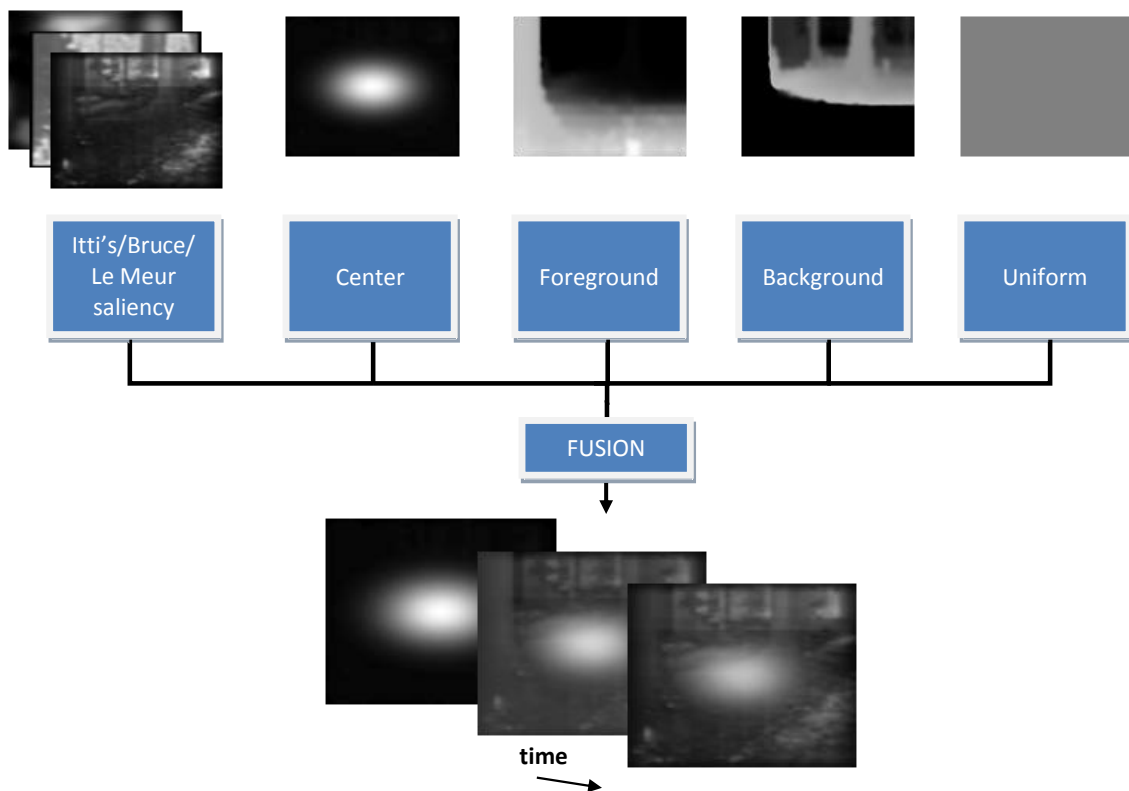 Itti's/Bruce/
Le Meur
saliency
Center
Foreground
Background
Uniform
FUSION
time